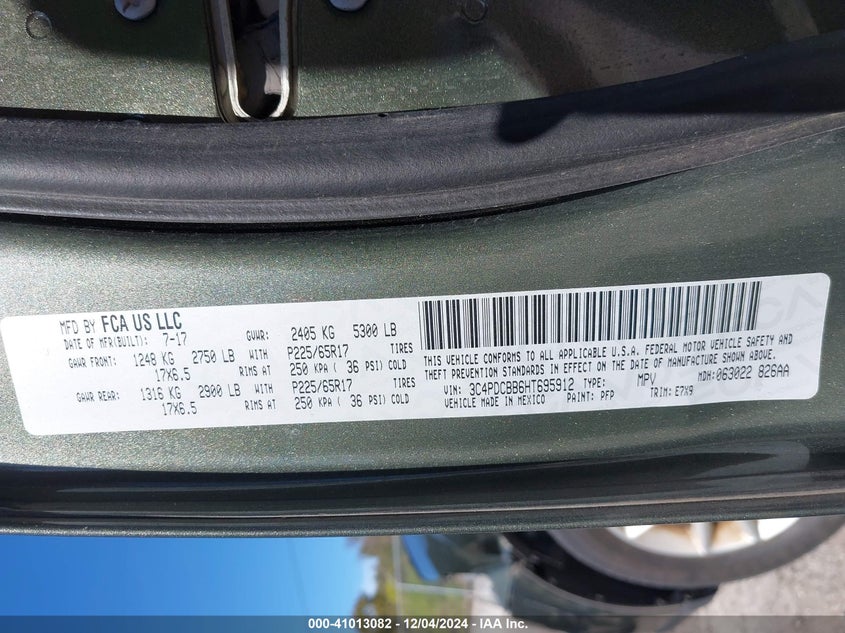 MFD BY FCA US LLC
DATE OF MFR(BUILT): 7-17 GVWR: 2405 KG 5300 LB
GAWR FRONT: 1248 KG 2750 LB WITH P225/65R17 TIRES
17X6.5 RIMS AT 250 KPA ( 36 PSI) COLD
GAWR REAR: 1316 KG 2900 LB WITH P225/65R17 TIRES
17X6.5 RIMS AT 250 KPA ( 36 PSI) COLD
THIS VEHICLE CONFORMS TO ALL APPLICABLE U.S.A. FEDERAL MOTOR VEHICLE SAFETY AND
THEFT PREVENTION STANDARDS IN EFFECT ON THE DATE OF MANUFACTURE SHOWN ABOVE.
VIN: 3C4PDCBB6HT695912 TYPE: MPV MDH: 063022 826AA
VEHICLE MADE IN MEXICO PAINT: PFP TRIM: E7X9
000-41013082 - 12/04/2024 - IAA Inc.